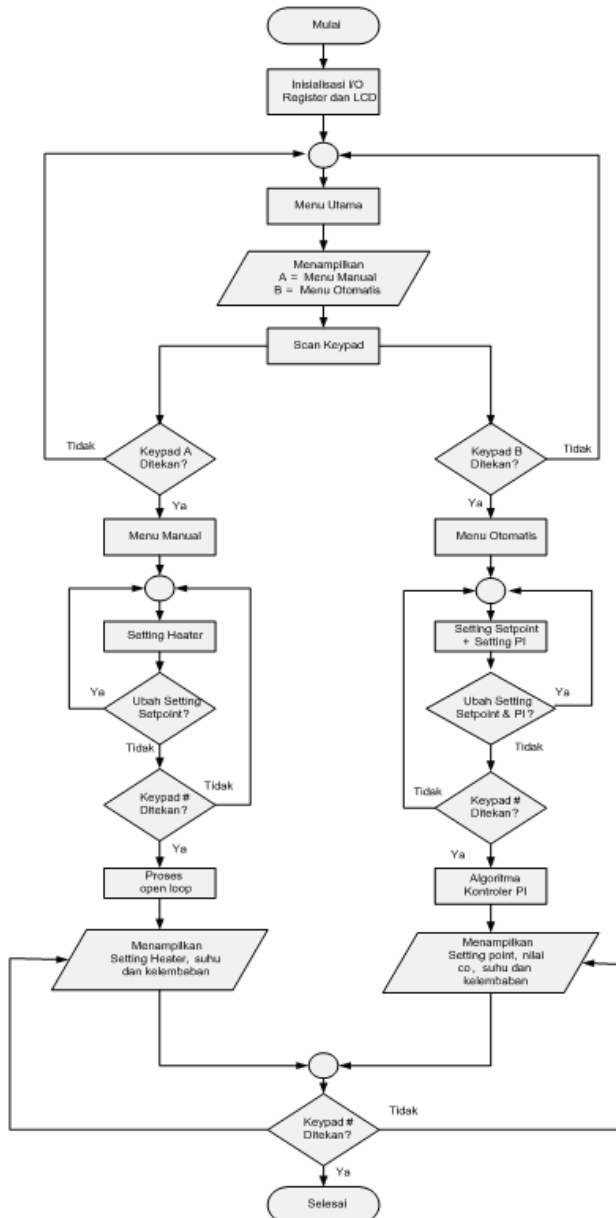 Mulai
Inisialisasi I/O
Register dan LCD
Menu Utama
Menampilkan
A = Menu Manual
B = Menu Otomatis
Scan Keypad
Tidak
Keypad A
Ditekan?
Ya
Keypad B
Ditekan?
Tidak
Ya
Menu Manual
Menu Otomatis
Setting Heater
Setting Setpoint
+ Setting PI
Ya
Ubah Setting
Setpoint?
Tidak
Ubah Setting
Setpoint & PI?
Ya
Tidak
Keypad #
Ditekan?
Tidak
Ya
Tidak
Keypad #
Ditekan?
Ya
Proses
open loop
Algoritma
Kontroler PI
Menampilkan
Setting Heater, suhu
dan kelembaban
Menampilkan
Setting point, nilai
co, suhu dan
kelembaban
Keypad #
Ditekan?
Tidak
Ya
Selesai